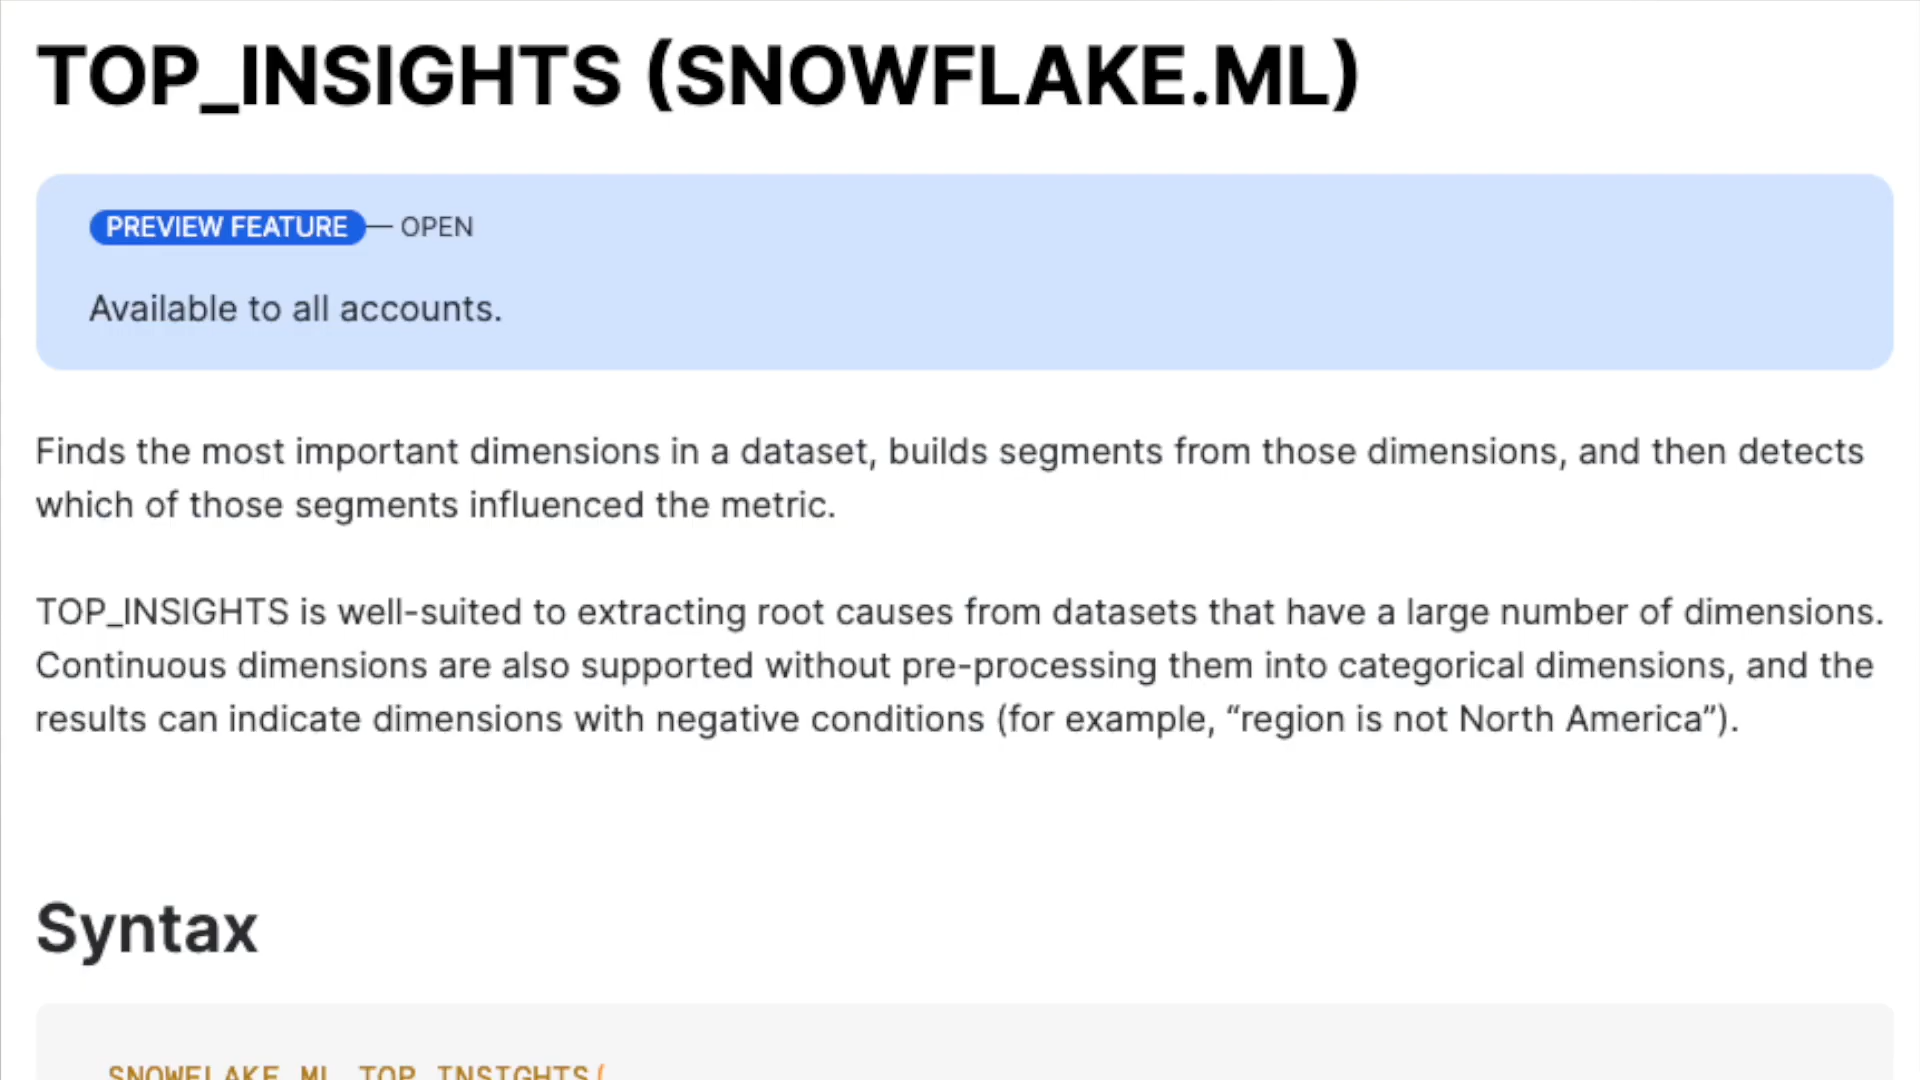 TOP_INSIGHTS (SNOWFLAKE.ML)
PREVIEW FEATURE — OPEN
Available to all accounts.
Finds the most important dimensions in a dataset, builds segments from those dimensions, and then detects
which of those segments influenced the metric.
TOP_INSIGHTS is well-suited to extracting root causes from datasets that have a large number of dimensions.
Continuous dimensions are also supported without pre-processing them into categorical dimensions, and the
results can indicate dimensions with negative conditions (for example, “region is not North America”).
Syntax
SNOWFLAKE.ML.TOP_INSIGHTS(